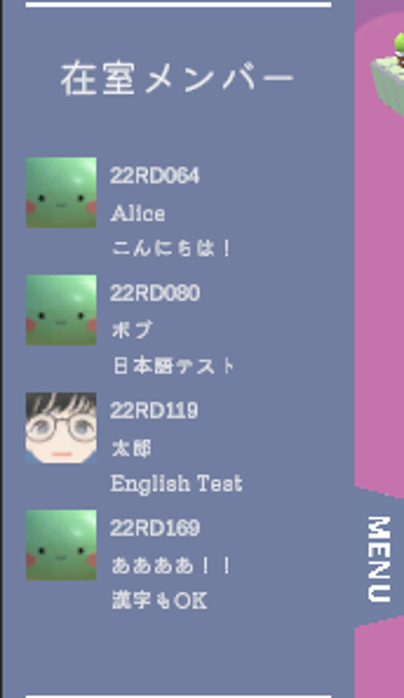 在室メンバー
22RD064
Alice
こんにちは！
22RD080
ボブ
日本語テスト
22RD119
太郎
English Test
22RD169
ああああ！！
漢字もOK
MENU